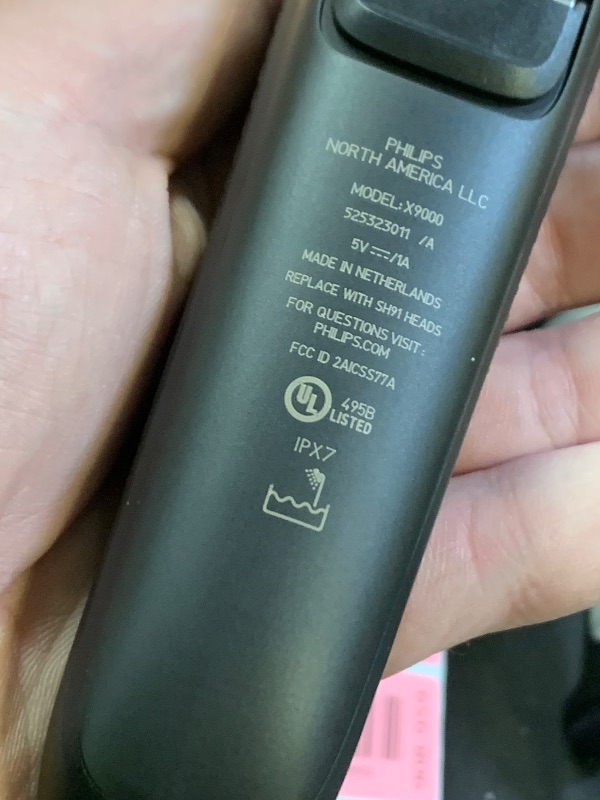 PHILIPS
NORTH AMERICA LLC
MODEL: X9000
525323011 /A
5V⎓/1A
MADE IN NETHERLANDS
REPLACE WITH SH91 HEADS
FOR QUESTIONS VISIT:
PHILIPS.COM
FCC ID 2AICSS77A
UL 495B
LISTED
IPX7